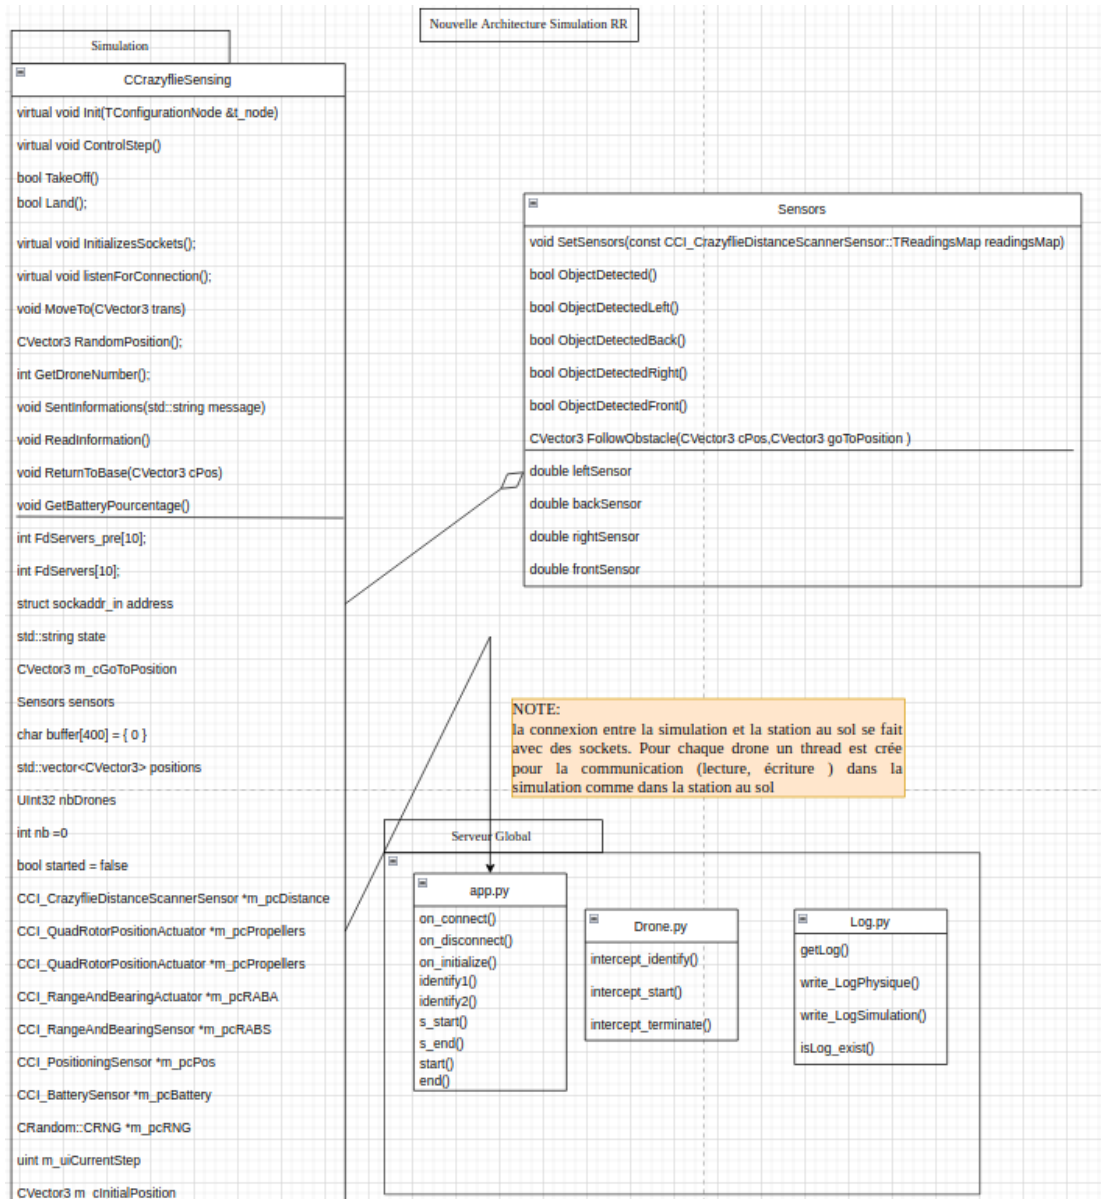 Nouvelle Architecture Simulation RR
Simulation
CCrazyflieSensing
virtual void Init(TConfigurationNode &t_node)
virtual void ControlStep()
bool TakeOff()
bool Land();
virtual void InitializesSockets();
virtual void listenForConnection();
void MoveTo(CVector3 trans)
CVector3 RandomPosition();
int GetDroneNumber();
void SentInformations(std::string message)
void ReadInformation()
void ReturnToBase(CVector3 cPos)
void GetBatteryPourcentage()
int FdServers_pre[10];
int FdServers[10];
struct sockaddr_in address
std::string state
CVector3 m_cGoToPosition
Sensors sensors
char buffer[400] = { 0 }
std::vector<CVector3> positions
UInt32 nbDrones
int nb =0
bool started = false
CCI_CrazyflieDistanceScannerSensor *m_pcDistance
CCI_QuadRotorPositionActuator *m_pcPropellers
CCI_QuadRotorPositionActuator *m_pcPropellers
CCI_RangeAndBearingActuator *m_pcRABA
CCI_RangeAndBearingSensor *m_pcRABS
CCI_PositioningSensor *m_pcPos
CCI_BatterySensor *m_pcBattery
CRandom::CRNG *m_pcRNG
uint m_uiCurrentStep
CVector3 m_cInitialPosition
Sensors
void SetSensors(const CCI_CrazyflieDistanceScannerSensor::TReadingsMap readingsMap)
bool ObjectDetected()
bool ObjectDetectedLeft()
bool ObjectDetectedBack()
bool ObjectDetectedRight()
bool ObjectDetectedFront()
CVector3 FollowObstacle(CVector3 cPos,CVector3 goToPosition )
double leftSensor
double backSensor
double rightSensor
double frontSensor
NOTE:
la connexion entre la simulation et la station au sol se fait
avec des sockets. Pour chaque drone un thread est crée
pour la communication (lecture, écriture ) dans la
simulation comme dans la station au sol
Serveur Global
app.py
on_connect()
on_disconnect()
on_initialize()
identify1()
identify2()
s_start()
s_end()
start()
end()
Drone.py
intercept_identify()
intercept_start()
intercept_terminate()
Log.py
getLog()
write_LogPhysique()
write_LogSimulation()
isLog_exist()